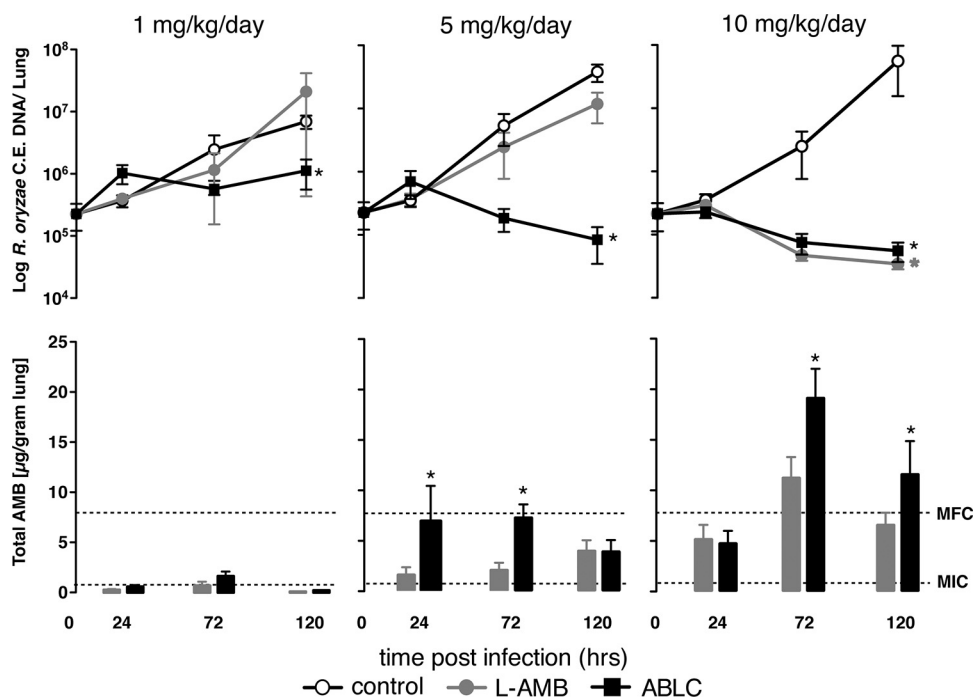 1 mg/kg/day 5 mg/kg/day 10 mg/kg/day
Log R. oryzae C.E. DNA/ Lung
10⁸
10⁷
10⁶
10⁵
10⁴
*
*
*
*
Total AMB [µg/gram lung]
25
20
15
10
5
0
* *
* *
MFC
MIC
0 24 72 120 0 24 72 120 0 24 72 120
time post infection (hrs)
control L-AMB ABLC